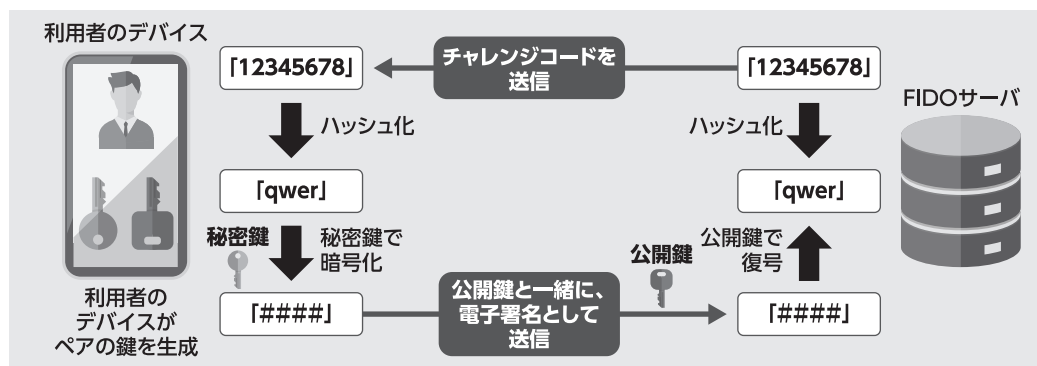 利用者のデバイス
「12345678」
チャレンジコードを
送信
「12345678」
FIDOサーバ
ハッシュ化
ハッシュ化
「qwer」
「qwer」
秘密鍵
秘密鍵で
暗号化
公開鍵
公開鍵で
復号
利用者の
デバイスが
ペアの鍵を生成
「####」
公開鍵と一緒に、
電子署名として
送信
「####」